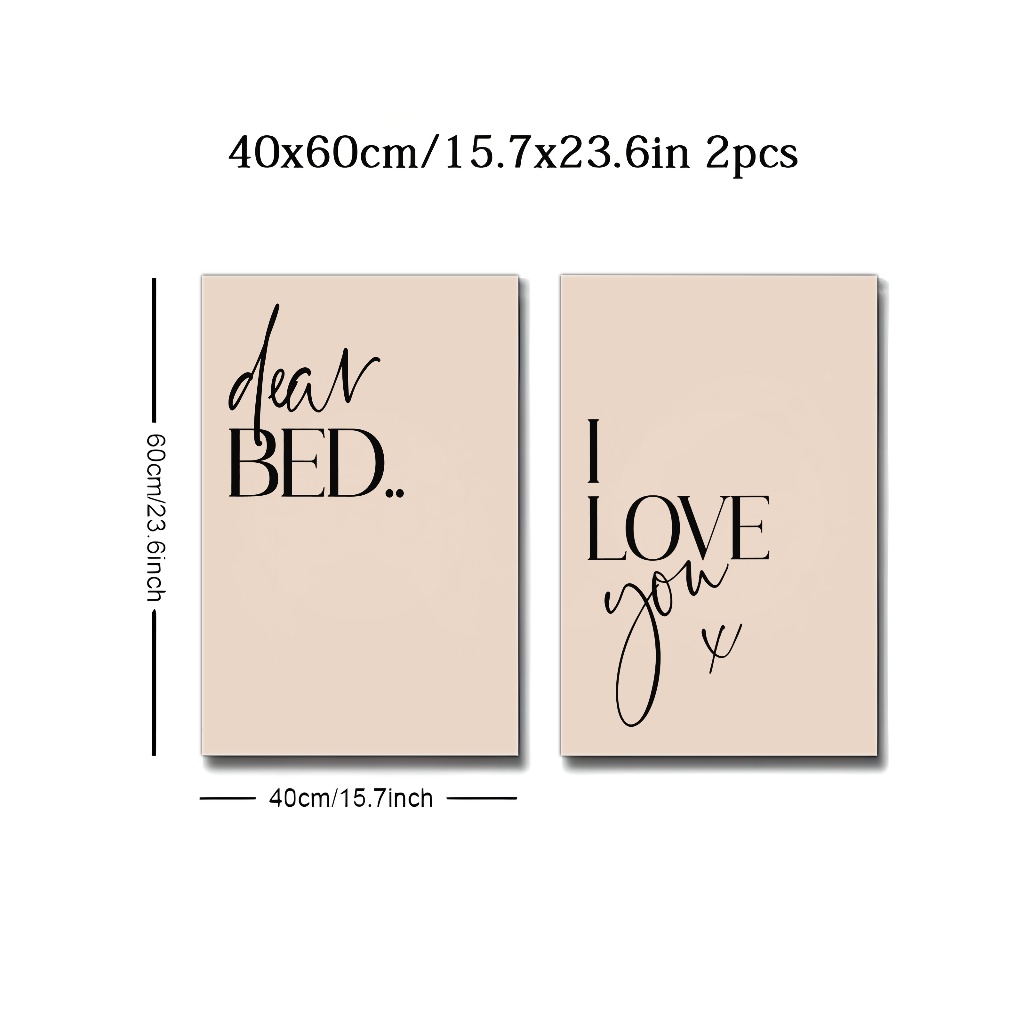 40x60cm/15.7x23.6in 2pcs
dear
BED..
I
LOVE
you
x
60cm/23.6inch
40cm/15.7inch